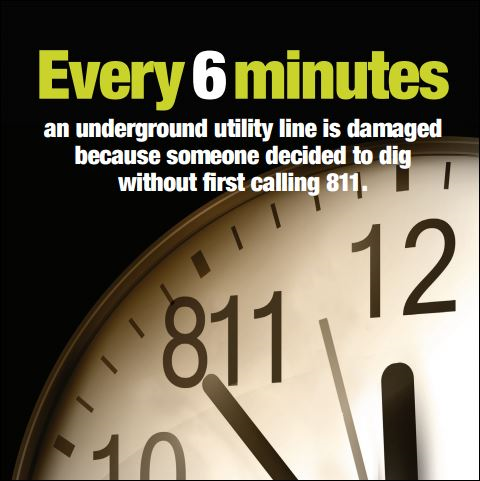 Every 6 minutes
an underground utility line is damaged
because someone decided to dig
without first calling 811.
12
811
10